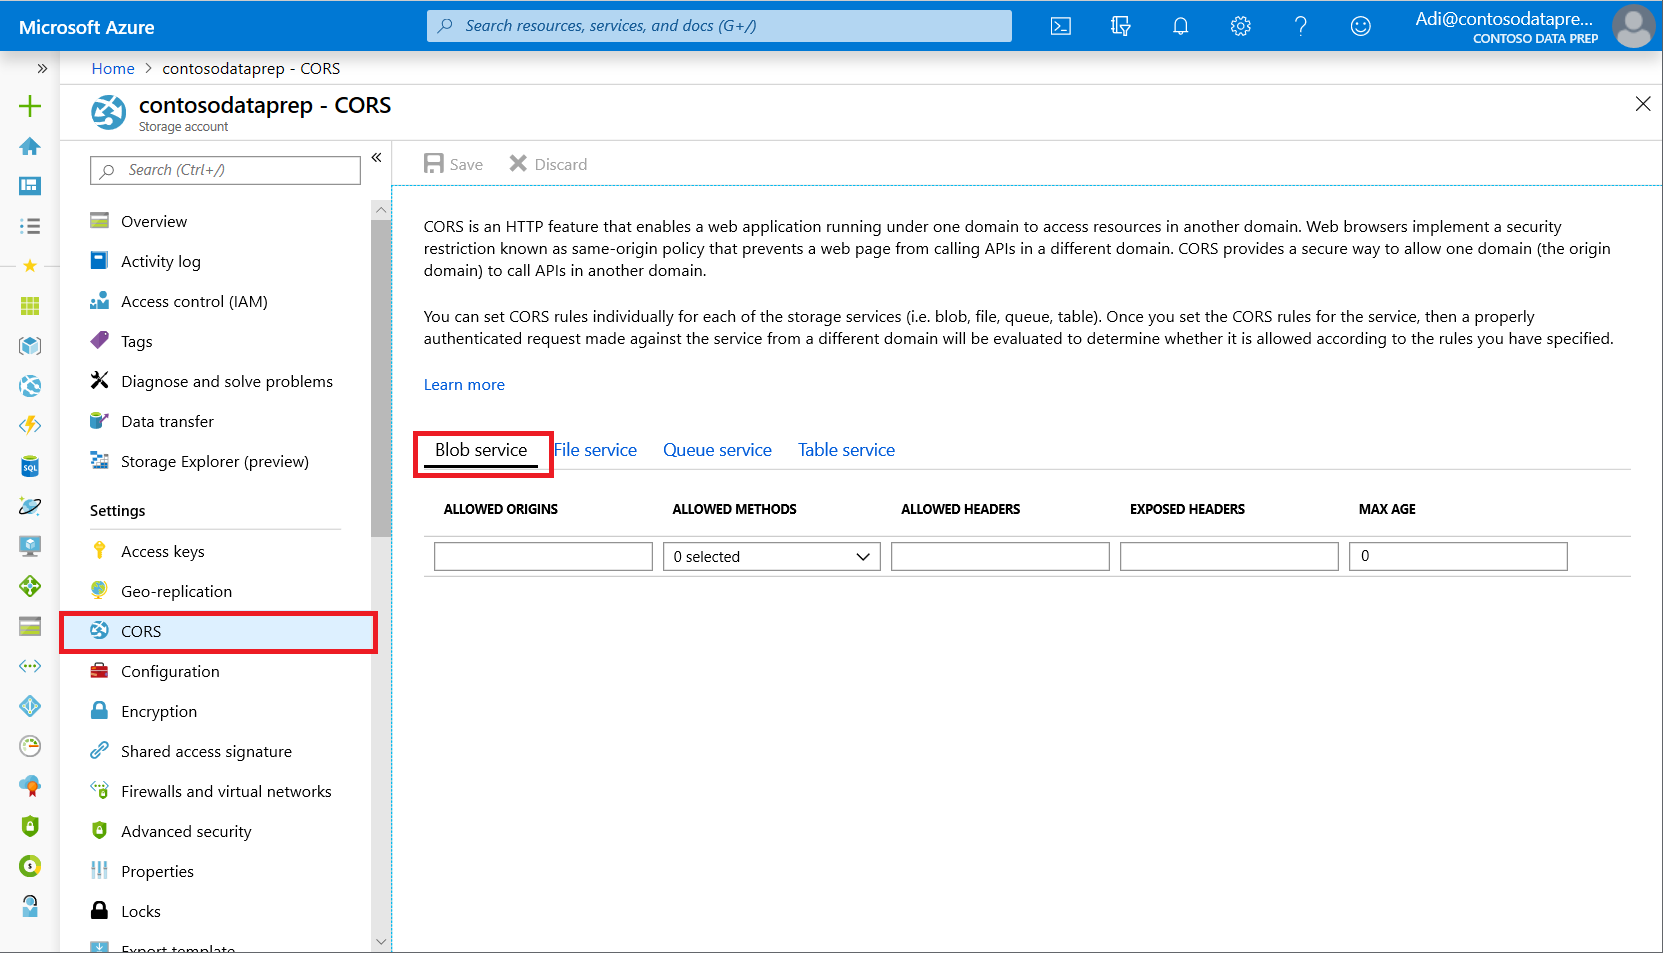 Microsoft Azure
Search resources, services, and docs (G+/)
Adi@contosodatapre...
CONTOSO DATA PREP
Home > contosodataprep - CORS
contosodataprep - CORS
Storage account
Search (Ctrl+/)
Save
Discard
Overview
Activity log
Access control (IAM)
Tags
Diagnose and solve problems
Data transfer
Storage Explorer (preview)
Settings
Access keys
Geo-replication
CORS
Configuration
Encryption
Shared access signature
Firewalls and virtual networks
Advanced security
Properties
Locks
Export template
CORS is an HTTP feature that enables a web application running under one domain to access resources in another domain. Web browsers implement a security
restriction known as same-origin policy that prevents a web page from calling APIs in a different domain. CORS provides a secure way to allow one domain (the origin
domain) to call APIs in another domain.
You can set CORS rules individually for each of the storage services (i.e. blob, file, queue, table). Once you set the CORS rules for the service, then a properly
authenticated request made against the service from a different domain will be evaluated to determine whether it is allowed according to the rules you have specified.
Learn more
Blob service File service Queue service Table service
ALLOWED ORIGINS ALLOWED METHODS ALLOWED HEADERS EXPOSED HEADERS MAX AGE
0 selected 0
SQL